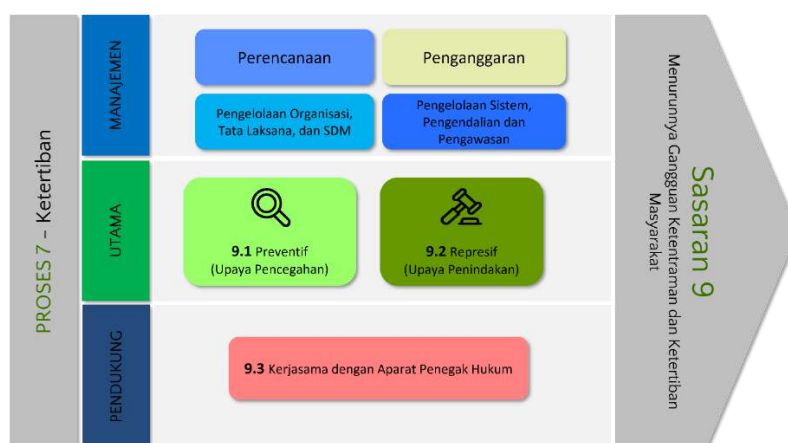 PROSES 7 – Ketertiban
MANAJEMEN
Perencanaan
Penganggaran
Pengelolaan Organisasi,
Tata Laksana, dan SDM
Pengelolaan Sistem,
Pengendalian dan
Pengawasan
UTAMA
9.1 Preventif
(Upaya Pencegahan)
9.2 Represif
(Upaya Penindakan)
PENDUKUNG
9.3 Kerjasama dengan Aparat Penegak Hukum
Sasaran 9
Menurunnya Gangguan Ketentraman dan Ketertiban
Masyarakat